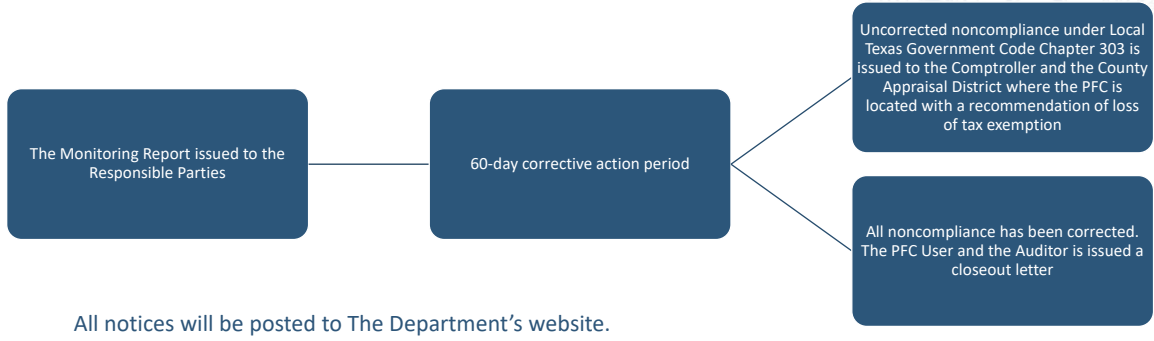 The Monitoring Report issued to the
Responsible Parties
60-day corrective action period
Uncorrected noncompliance under Local
Texas Government Code Chapter 303 is
issued to the Comptroller and the County
Appraisal District where the PFC is
located with a recommendation of loss
of tax exemption
All noncompliance has been corrected.
The PFC User and the Auditor is issued a
closeout letter
All notices will be posted to The Department's website.